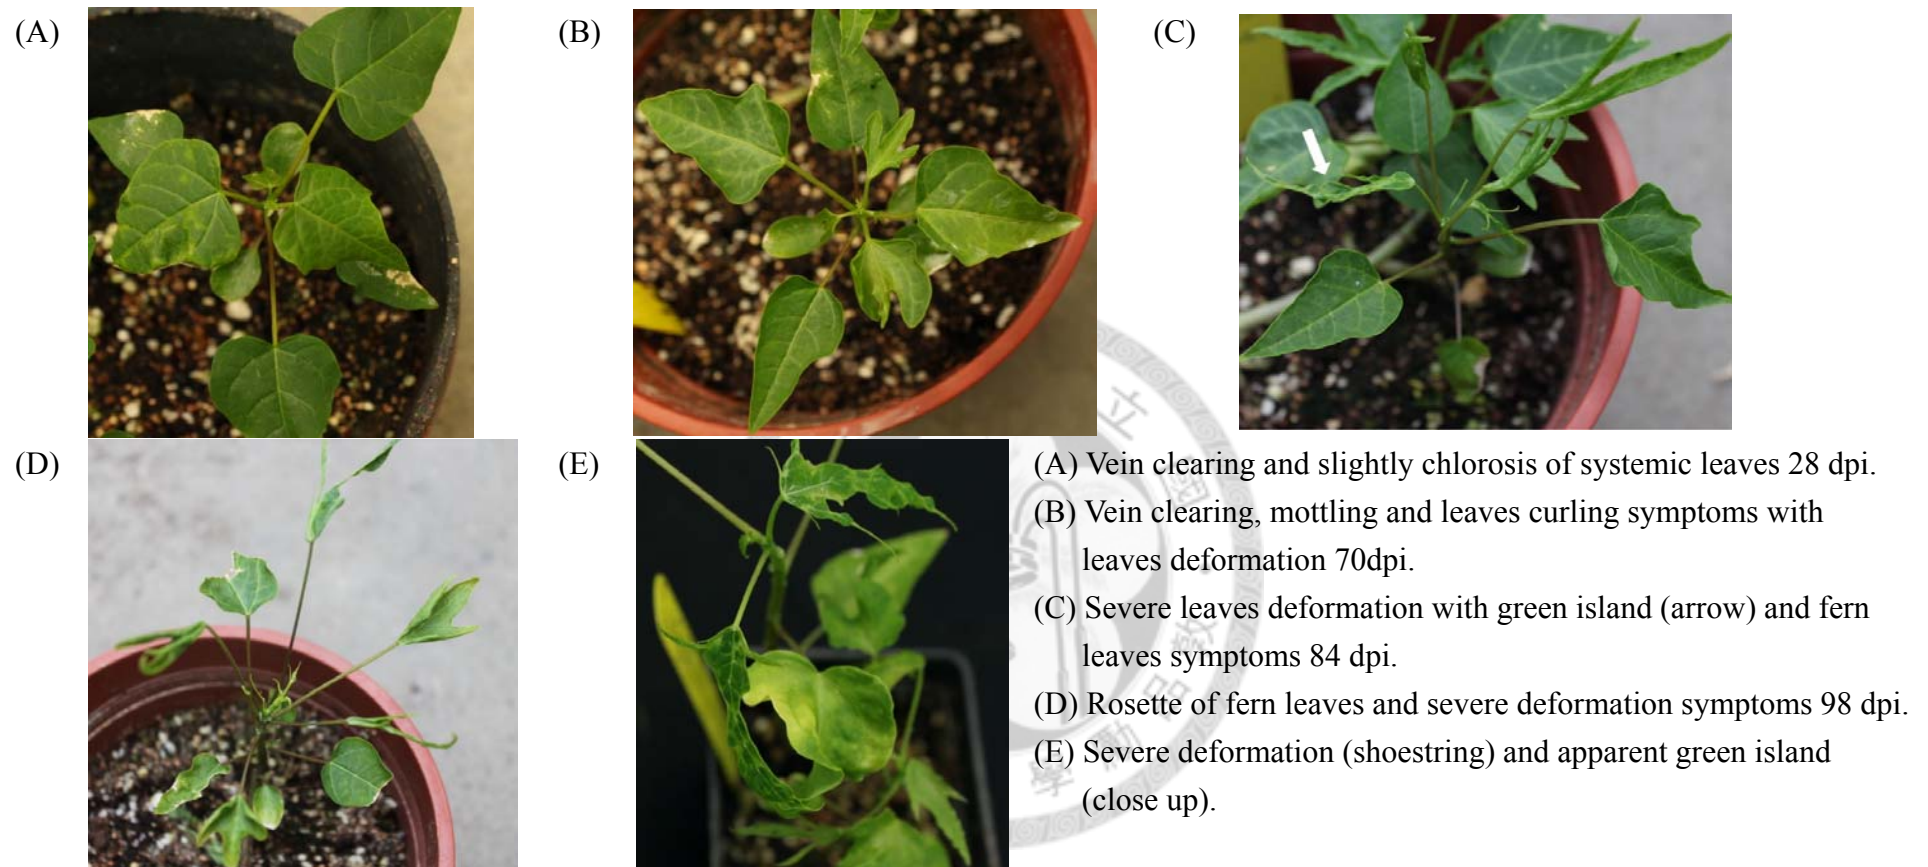 (A)
(B)
(C)
(D)
(E)
(A) Vein clearing and slightly chlorosis of systemic leaves 28 dpi.
(B) Vein clearing, mottling and leaves curling symptoms with
leaves deformation 70dpi.
(C) Severe leaves deformation with green island (arrow) and fern
leaves symptoms 84 dpi.
(D) Rosette of fern leaves and severe deformation symptoms 98 dpi.
(E) Severe deformation (shoestring) and apparent green island
(close up).
立
國